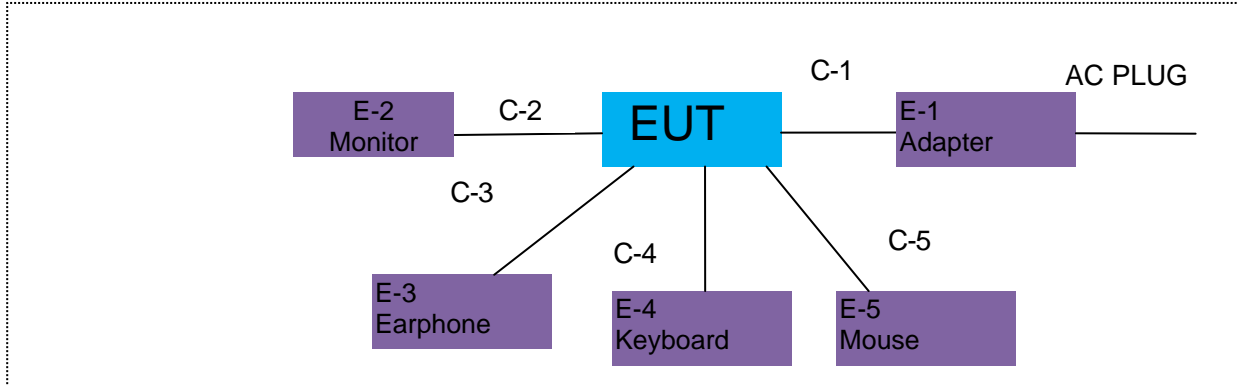 C-1
AC PLUG
E-2
Monitor
C-2
EUT
E-1
Adapter
C-3
C-4
C-5
E-3
Earphone
E-4
Keyboard
E-5
Mouse